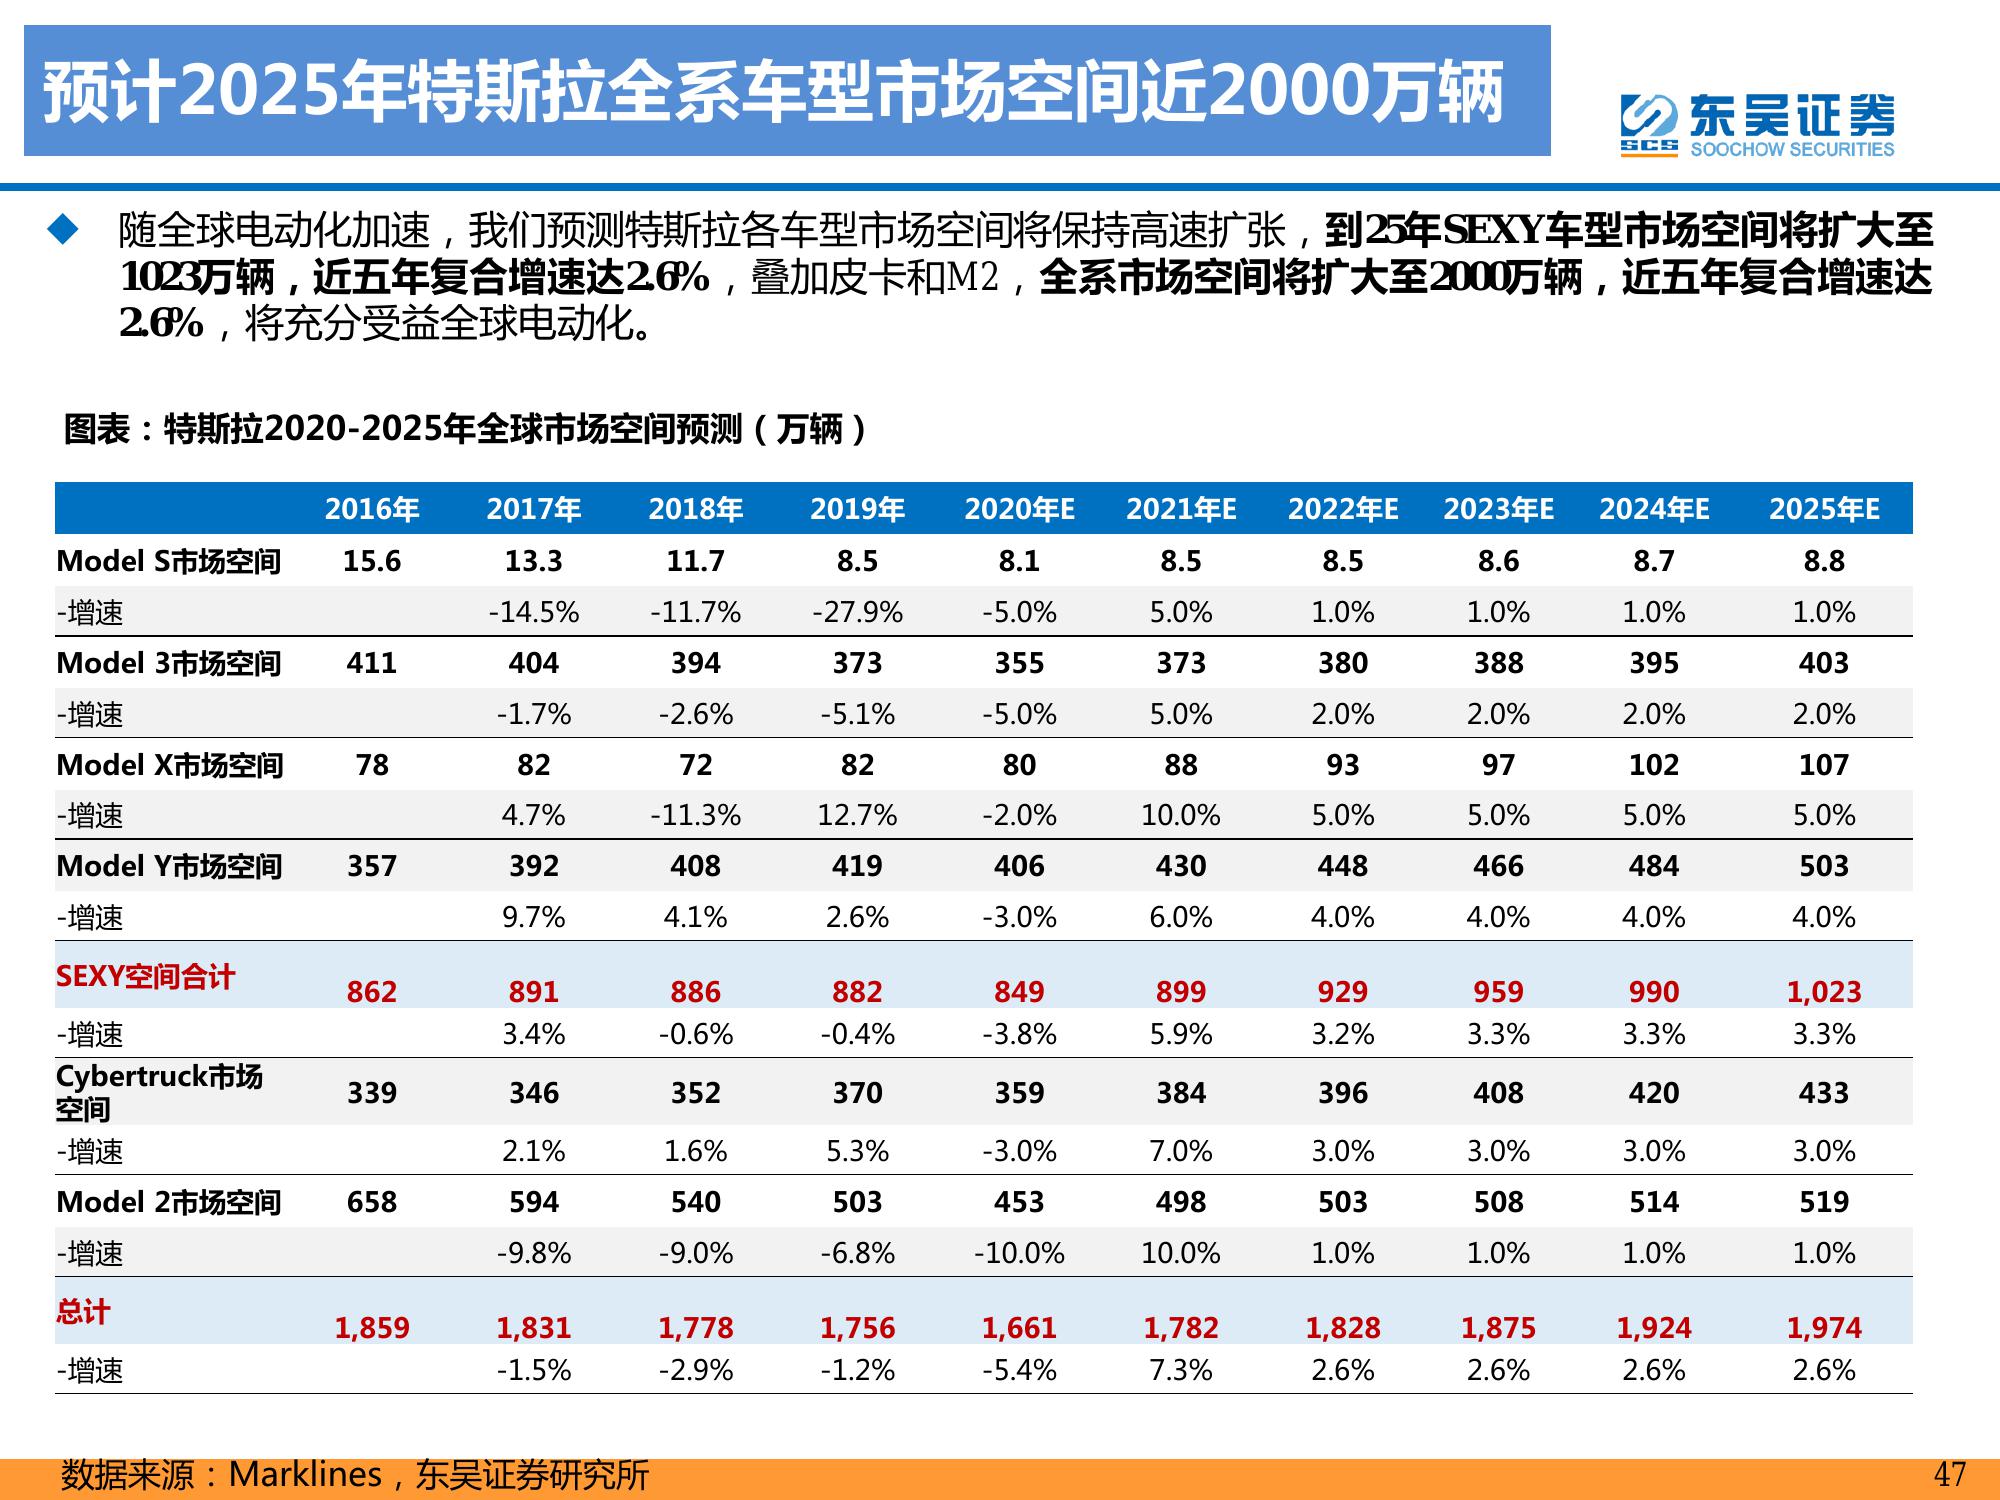 预计2025年特斯拉全系车型市场空间近2000万辆
东吴证券
SCS
SOOCHOW SECURITIES
随全球电动化加速，我们预测特斯拉各车型市场空间将保持高速扩张，到25年SEXY车型市场空间将扩大至
1023万辆，近五年复合增速达2.6%，叠加皮卡和M2，全系市场空间将扩大至2000万辆，近五年复合增速达
2.6%，将充分受益全球电动化。
图表：特斯拉2020-2025年全球市场空间预测（万辆）
2016年 2017年 2018年 2019年 2020年E 2021年E 2022年E 2023年E 2024年E 2025年E
Model S市场空间 15.6 13.3 11.7 8.5 8.1 8.5 8.5 8.6 8.7 8.8
-增速 -14.5% -11.7% -27.9% -5.0% 5.0% 1.0% 1.0% 1.0% 1.0%
Model 3市场空间 411 404 394 373 355 373 380 388 395 403
-增速 -1.7% -2.6% -5.1% -5.0% 5.0% 2.0% 2.0% 2.0% 2.0%
Model X市场空间 78 82 72 82 80 88 93 97 102 107
-增速 4.7% -11.3% 12.7% -2.0% 10.0% 5.0% 5.0% 5.0% 5.0%
Model Y市场空间 357 392 408 419 406 430 448 466 484 503
-增速 9.7% 4.1% 2.6% -3.0% 6.0% 4.0% 4.0% 4.0% 4.0%
SEXY空间合计 862 891 886 882 849 899 929 959 990 1,023
-增速 3.4% -0.6% -0.4% -3.8% 5.9% 3.2% 3.3% 3.3% 3.3%
Cybertruck市场
空间 339 346 352 370 359 384 396 408 420 433
-增速 2.1% 1.6% 5.3% -3.0% 7.0% 3.0% 3.0% 3.0% 3.0%
Model 2市场空间 658 594 540 503 453 498 503 508 514 519
-增速 -9.8% -9.0% -6.8% -10.0% 10.0% 1.0% 1.0% 1.0% 1.0%
总计 1,859 1,831 1,778 1,756 1,661 1,782 1,828 1,875 1,924 1,974
-增速 -1.5% -2.9% -1.2% -5.4% 7.3% 2.6% 2.6% 2.6% 2.6%
数据来源：Marklines，东吴证券研究所
47